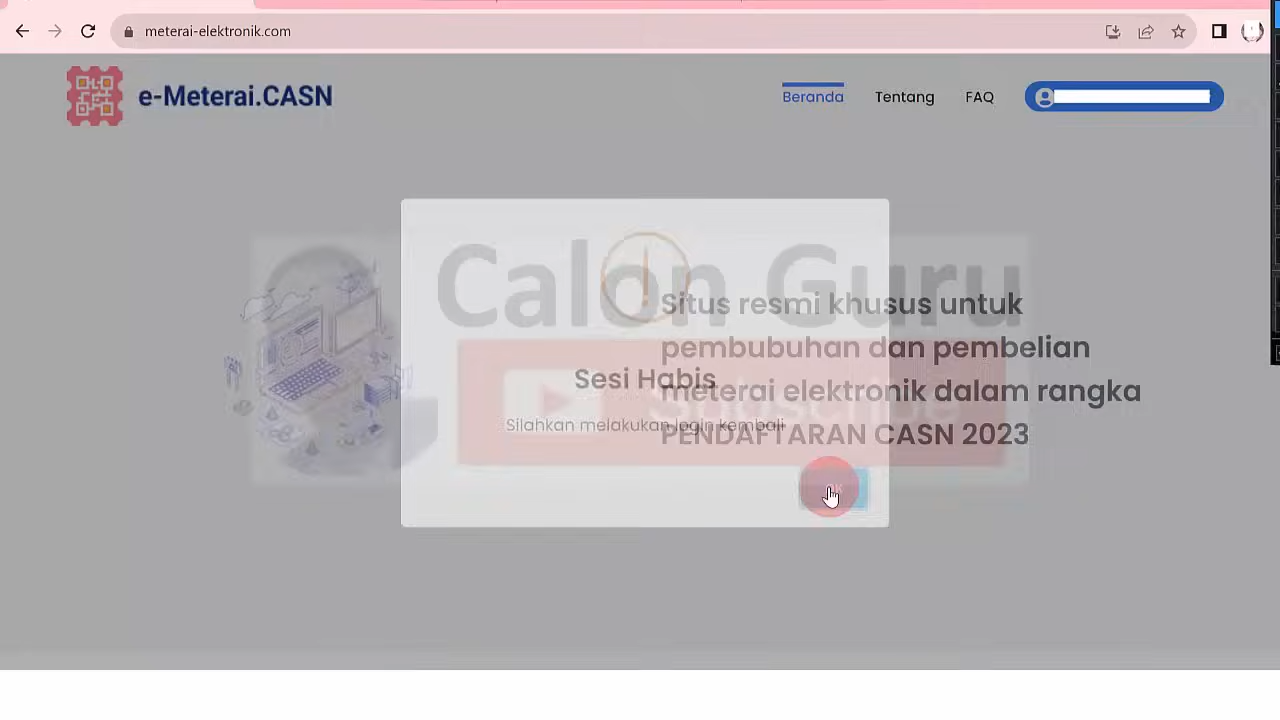 meterai-elektronik.com
e-Meterai.CASN
Beranda
Tentang
FAQ
Calon Guru
Situs resmi khusus untuk
pembubuhan dan pembelian
meterai elektronik dalam rangka
PENDAFTARAN CASN 2023
Sesi Habis
Silahkan melakukan login kembali
Subscribe